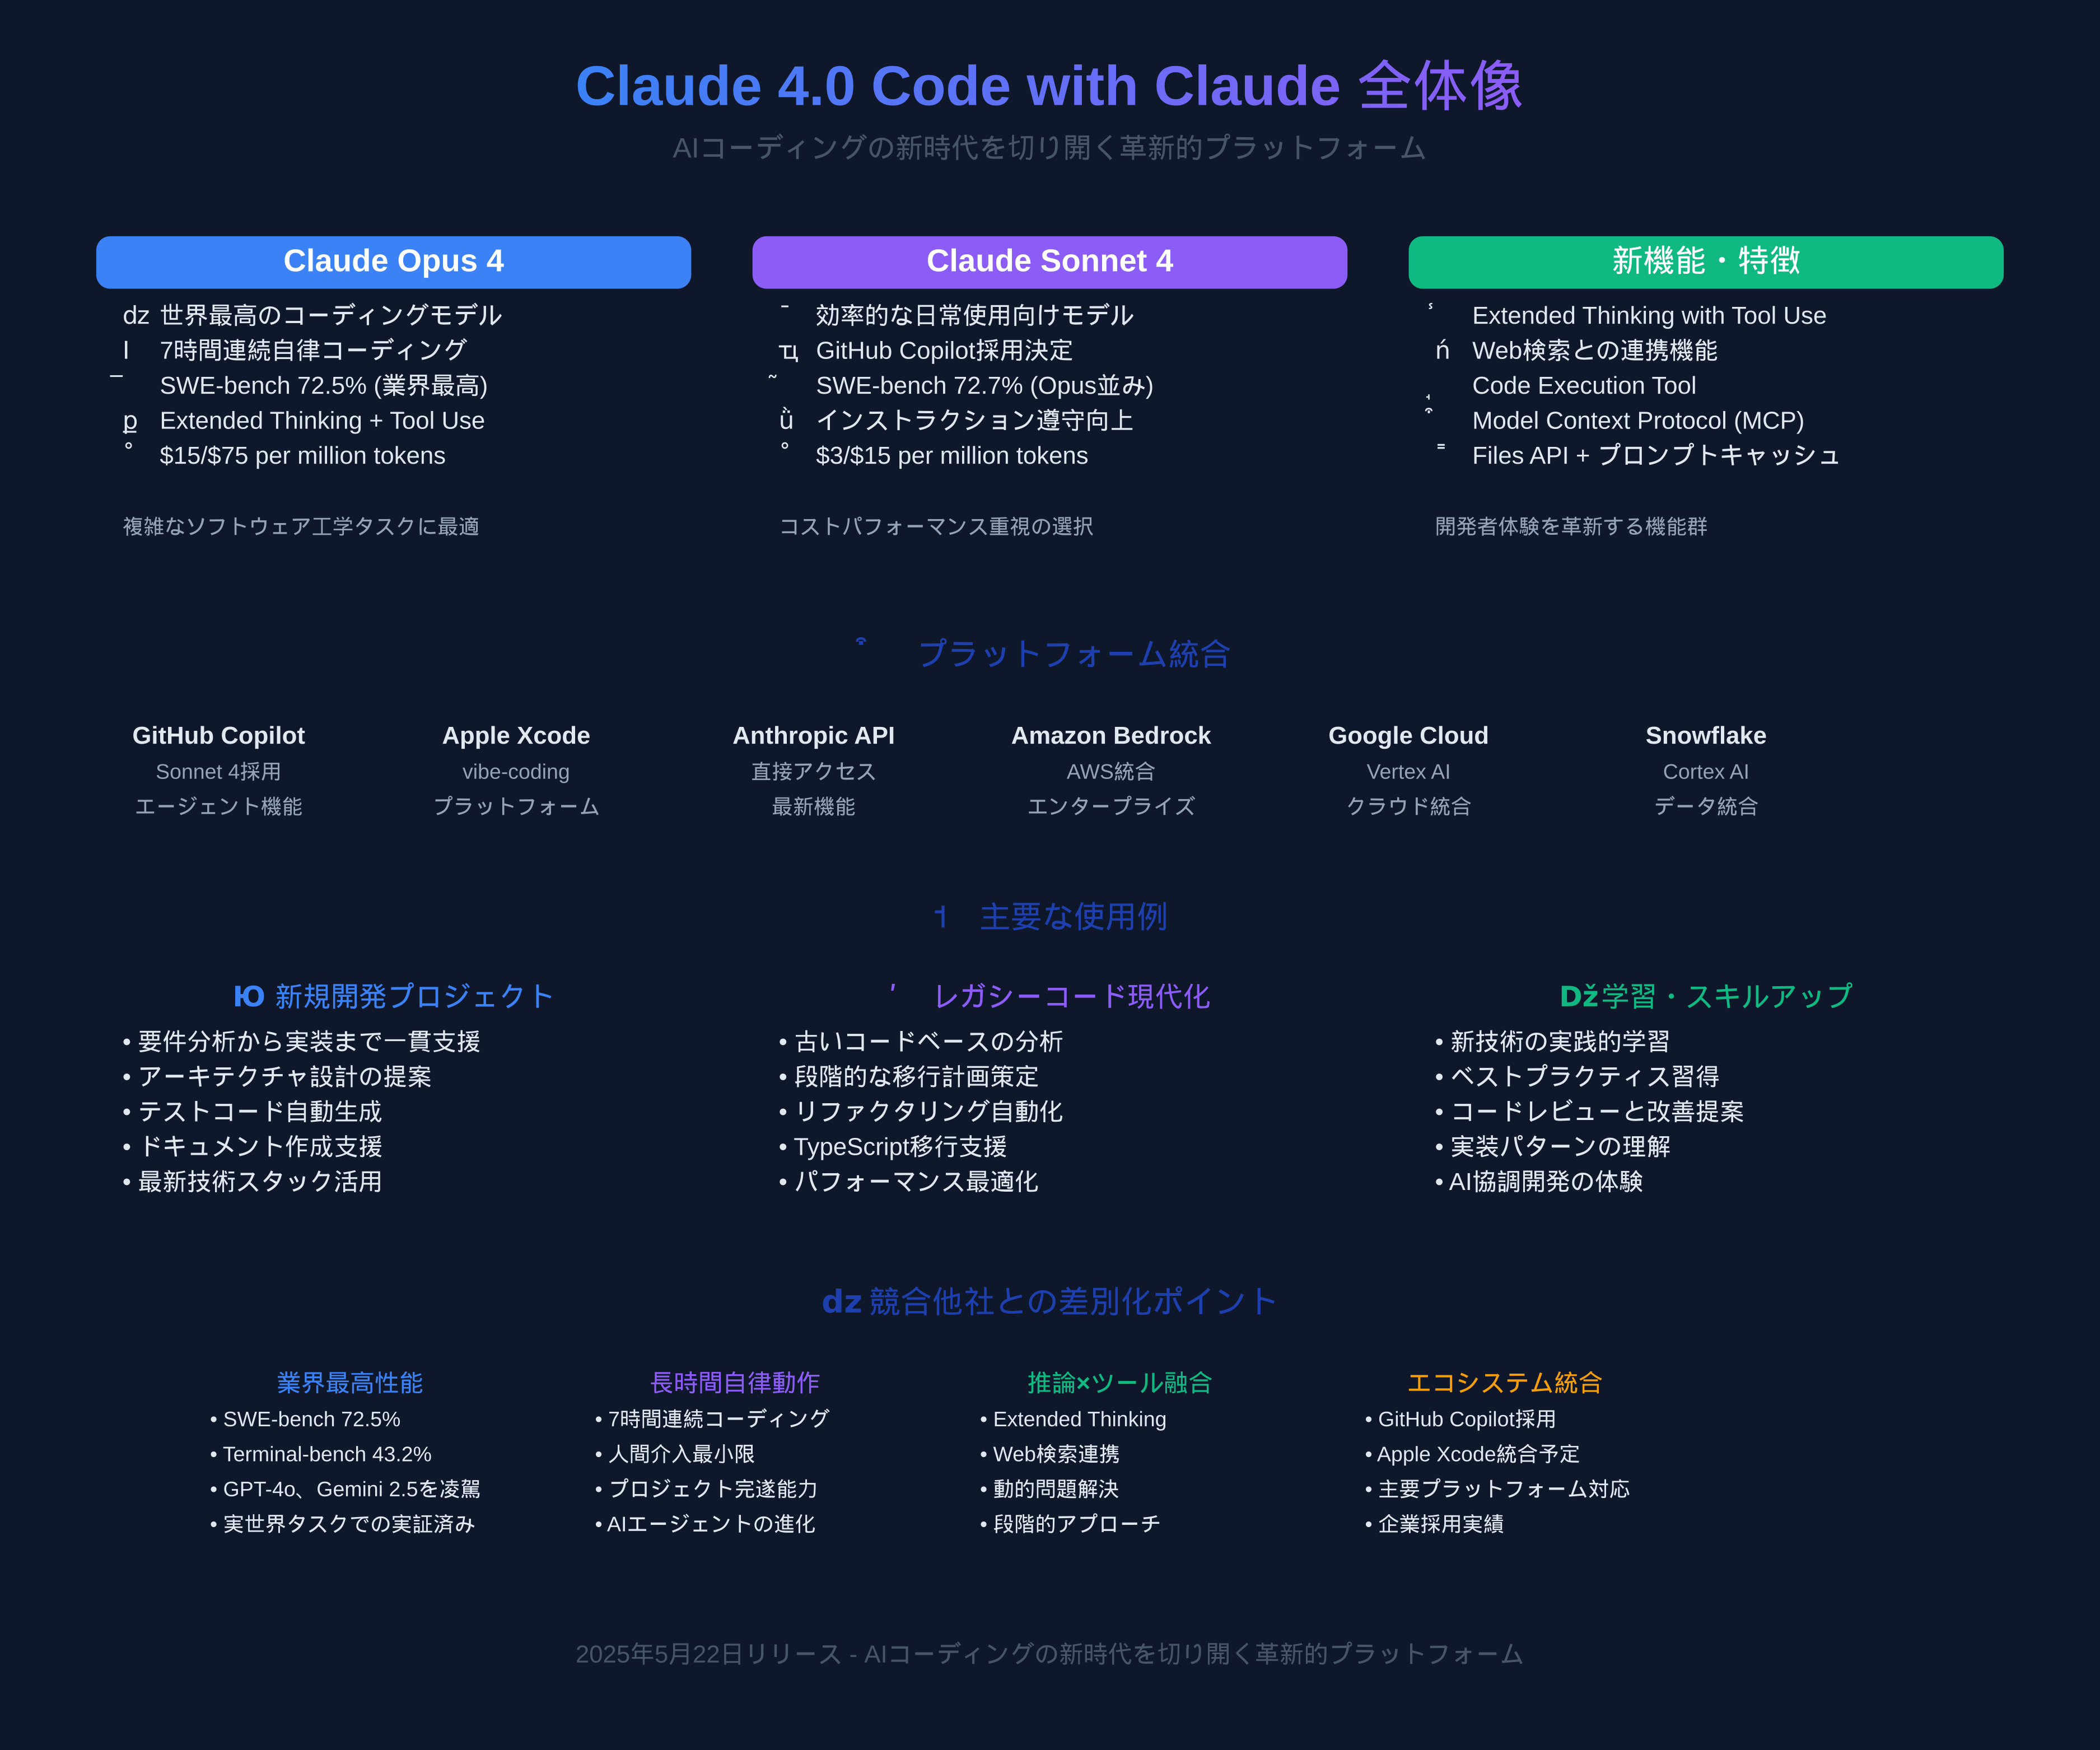 Claude 4.0 Code with Claude 全体像
AIコーディングの新時代を切り開く革新的プラットフォーム
Claude Opus 4
ǳ 世界最高のコーディングモデル
7時間連続自律コーディング
SWE-bench 72.5% (業界最高)
Extended Thinking + Tool Use
$15/$75 per million tokens
複雑なソフトウェア工学タスクに最適
Claude Sonnet 4
効率的な日常使用向けモデル
GitHub Copilot採用決定
SWE-bench 72.7% (Opus並み)
ǜ インストラクション遵守向上
$3/$15 per million tokens
コストパフォーマンス重視の選択
新機能・特徴
Extended Thinking with Tool Use
ń Web検索との連携機能
Code Execution Tool
Model Context Protocol (MCP)
Files API + プロンプトキャッシュ
開発者体験を革新する機能群
プラットフォーム統合
GitHub Copilot
Sonnet 4採用
エージェント機能
Apple Xcode
vibe-coding
プラットフォーム
Anthropic API
直接アクセス
最新機能
Amazon Bedrock
AWS統合
エンタープライズ
Google Cloud
Vertex AI
クラウド統合
Snowflake
Cortex AI
データ統合
主要な使用例
Ю 新規開発プロジェクト
• 要件分析から実装まで一貫支援
• アーキテクチャ設計の提案
• テストコード自動生成
• ドキュメント作成支援
• 最新技術スタック活用
レガシーコード現代化
• 古いコードベースの分析
• 段階的な移行計画策定
• リファクタリング自動化
• TypeScript移行支援
• パフォーマンス最適化
ǅ学習・スキルアップ
• 新技術の実践的学習
• ベストプラクティス習得
• コードレビューと改善提案
• 実装パターンの理解
• AI協調開発の体験
ǳ 競合他社との差別化ポイント
業界最高性能
• SWE-bench 72.5%
• Terminal-bench 43.2%
• GPT-4o、Gemini 2.5を凌駕
• 実世界タスクでの実証済み
長時間自律動作
• 7時間連続コーディング
• 人間介入最小限
• プロジェクト完遂能力
• AIエージェントの進化
推論×ツール融合
• Extended Thinking
• Web検索連携
• 動的問題解決
• 段階的アプローチ
エコシステム統合
• GitHub Copilot採用
• Apple Xcode統合予定
• 主要プラットフォーム対応
• 企業採用実績
2025年5月22日リリース - AIコーディングの新時代を切り開く革新的プラットフォーム